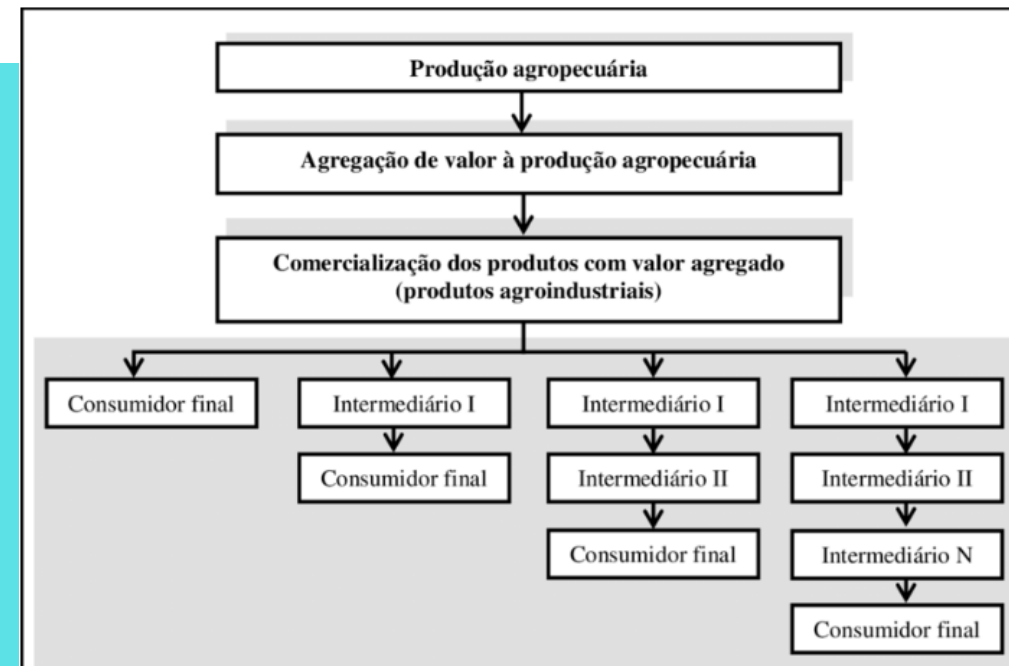 Produção agropecuária
Agregação de valor à produção agropecuária
Comercialização dos produtos com valor agregado
(produtos agroindustriais)
Consumidor final
Intermediário I
Intermediário I
Intermediário I
Consumidor final
Intermediário II
Intermediário II
Consumidor final
Intermediário N
Consumidor final